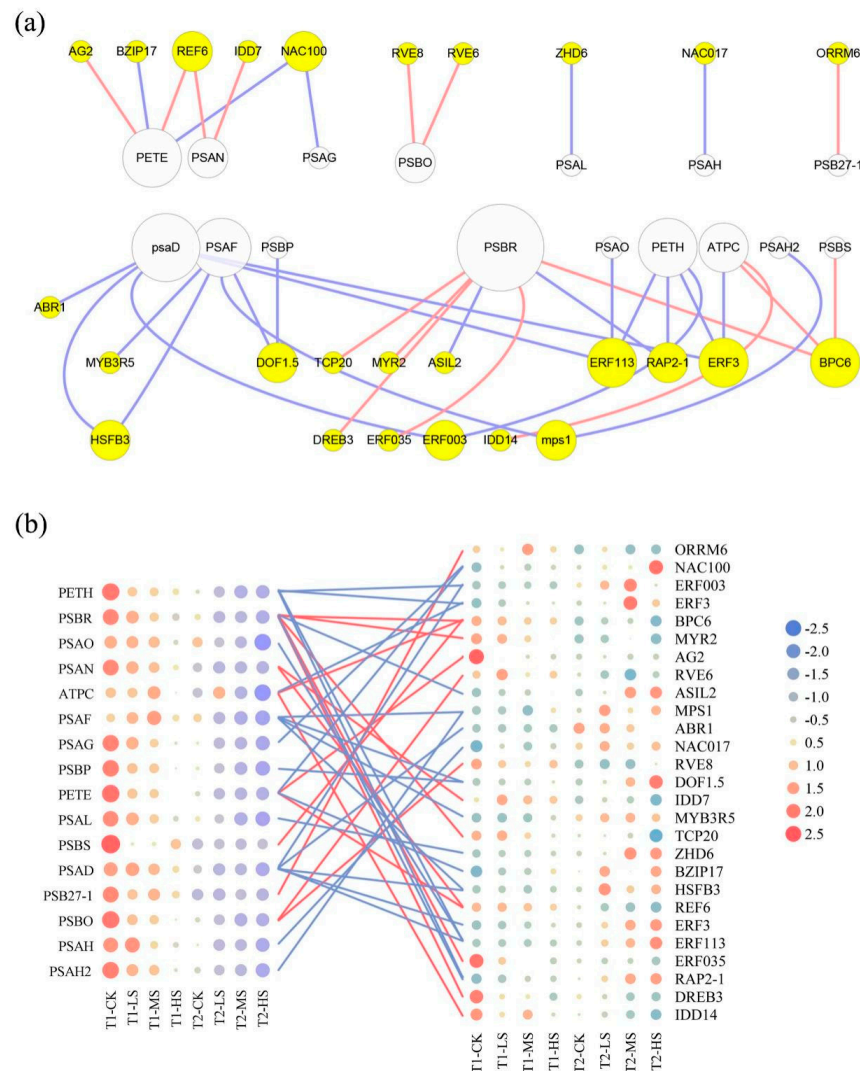 (a)
AG2 BZIP17 REF6 IDD7 NAC100 RVE8 RVE6 ZHD6 NAC017 ORRM6
PETE PSAN PSAG PSBO PSAL PSAH PSB27-1
psaD PSAF PSBP PSBR PSAO PETH ATPC PSAH2 PSBS
ABR1
MYB3R5 DOF1.5 TCP20 MYR2 ASIL2 ERF113 RAP2-1 ERF3 BPC6
HSFB3 DREB3 ERF035 ERF003 IDD14 mps1
(b)
PETH
PSBR
PSAO
PSAN
ATPC
PSAF
PSAG
PSBP
PETE
PSAL
PSBS
PSAD
PSB27-1
PSBO
PSAH
PSAH2
T1-CK
T1-LS
T1-MS
T1-HS
T2-CK
T2-LS
T2-MS
T2-HS
ORRM6
NAC100
ERF003
ERF3
BPC6
MYR2
AG2
RVE6
ASIL2
MPS1
ABR1
NAC017
RVE8
DOF1.5
IDD7
MYB3R5
TCP20
ZHD6
BZIP17
HSFB3
REF6
ERF3
ERF113
ERF035
RAP2-1
DREB3
IDD14
T1-CK
T1-LS
T1-MS
T1-HS
T2-CK
T2-LS
T2-MS
T2-HS
-2.5
-2.0
-1.5
-1.0
-0.5
0.5
1.0
1.5
2.0
2.5